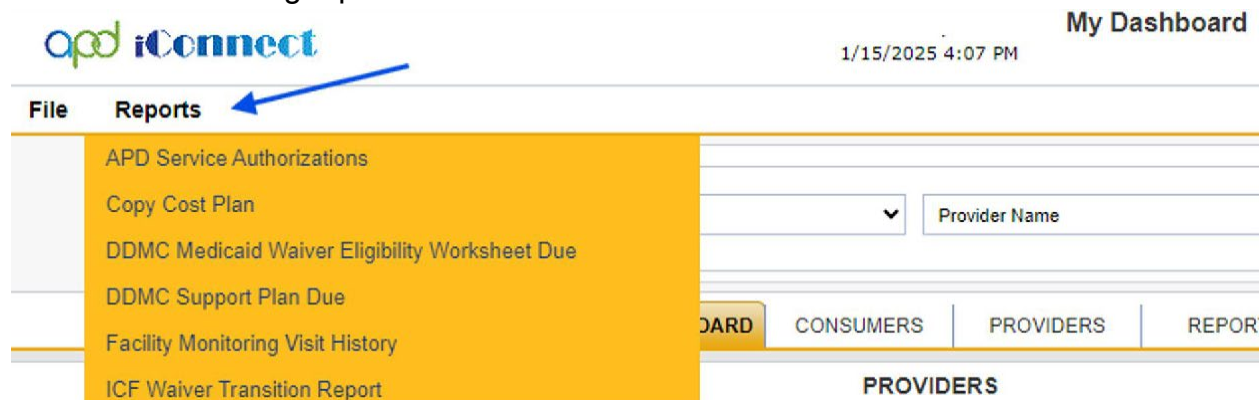 apd iConnect
My Dashboard
1/15/2025 4:07 PM
File Reports
APD Service Authorizations
Copy Cost Plan
Provider Name
DDMC Medicaid Waiver Eligibility Worksheet Due
DDMC Support Plan Due
OARD CONSUMERS PROVIDERS REPOR
Facility Monitoring Visit History
ICF Waiver Transition Report
PROVIDERS